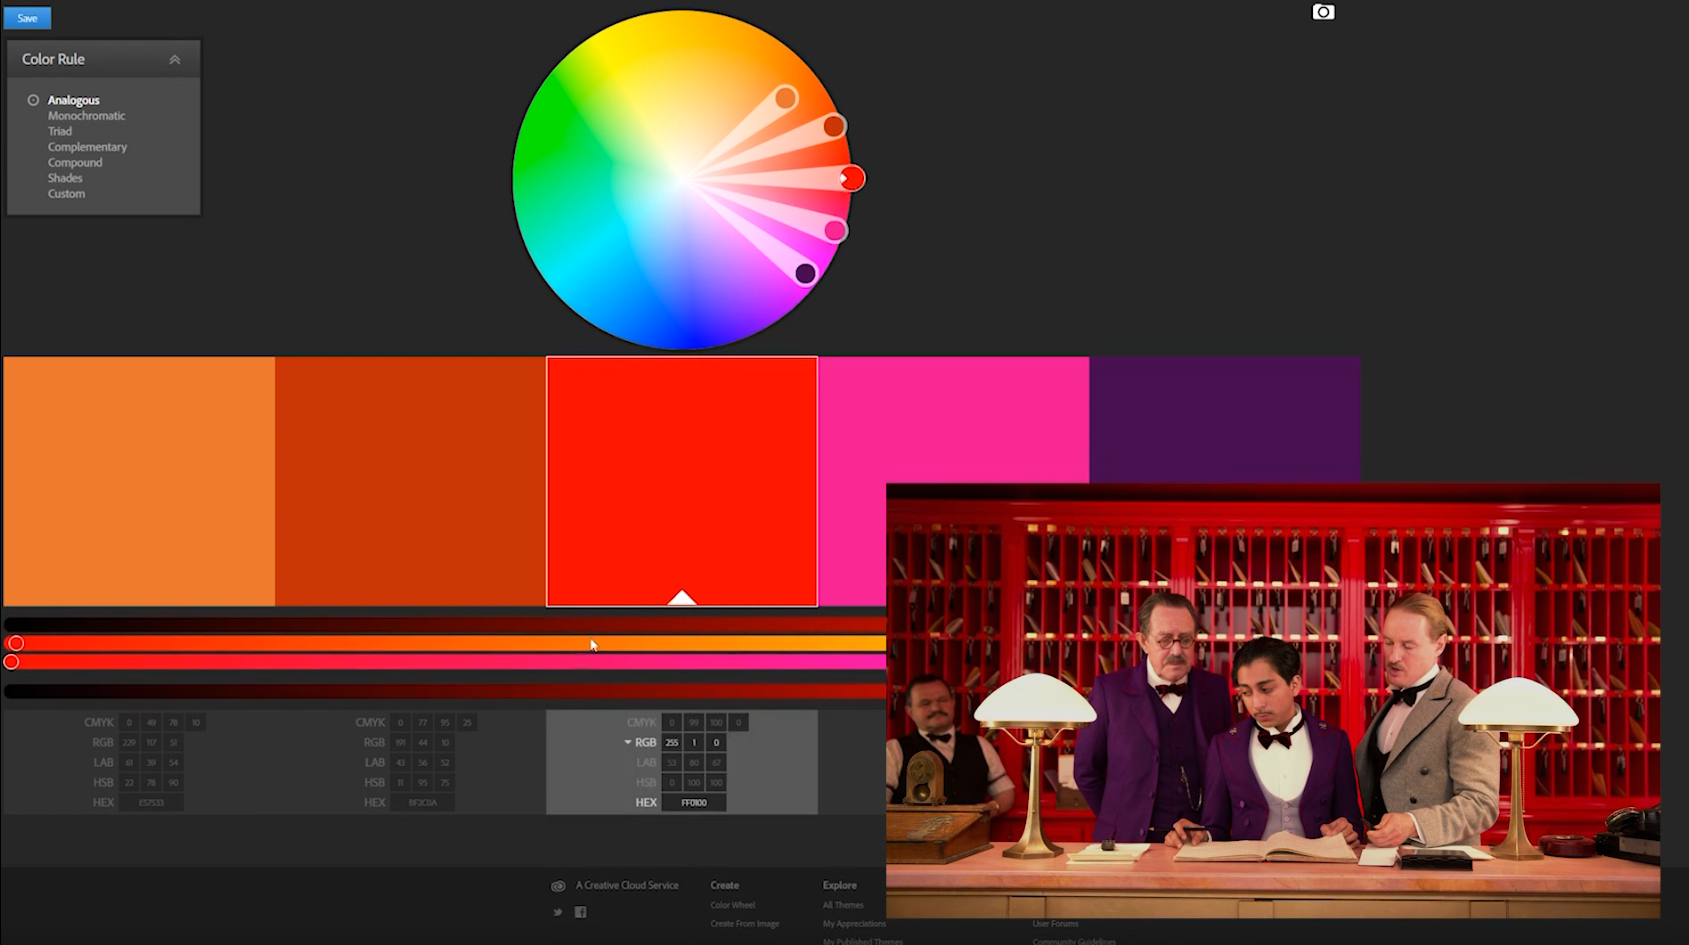 Save
Color Rule
Analogous
Monochromatic
Triad
Complementary
Compound
Shades
Custom
CMYK 0 49 78 10
RGB 229 117 51
LAB 61 39 54
HSB 22 78 90
HEX E57533
CMYK 0 77 95 25
RGB 191 44 10
LAB 43 56 52
HSB 11 95 75
HEX BF2C0A
CMYK 0 99 100 0
RGB 255 1 0
LAB 53 80 67
HSB 0 100 100
HEX FF0100
A Creative Cloud Service
Create
Color Wheel
Create From Image
Explore
All Themes
My Appreciations
My Published Themes
User Forums
Community Guidelines